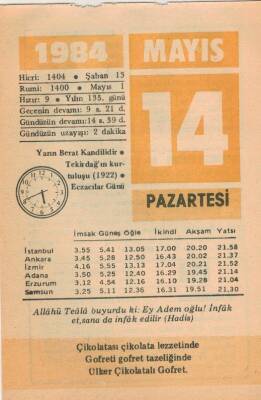 1984
MAYIS
Hicri: 1404 • Şaban 13
Rumi: 1400 • Mayıs 1
Hızır: 9 • Yılın 135. günü
Gecenin devamı: 9 s. 21 d.
Gündüzün devamı: 14 s. 39 d.
Gündüzün uzayışı: 2 dakika
14
Yarın Berat Kandilidir •
Tekirdağ'ın kur-
tuluşu (1922) •
Eczacılar Günü
PAZARTESİ
İmsak Güneş Öğle İkindi Akşam Yatsı
İstanbul 3.55 5.41 13.05 17.00 20.20 21.58
Ankara 3.45 5.28 12.50 16.43 20.02 21.37
İzmir 4.16 5.55 13.13 17.04 20.21 21.52
Adana 3.50 5.25 12.40 16.29 19.45 21.14
Erzurum 3.12 4.54 12.16 16.10 19.28 21.04
Samsun 3.25 5.11 12.36 16.31 19.51 21.30
Allâhü Teâlâ buyurdu ki: Ey Adem oğlu! İnfâk
et, sana da infâk edilir (Hadis)
Çikolatası çikolata lezzetinde
Gofreti gofret tazeliğinde
Ülker Çikolatalı Gofret.